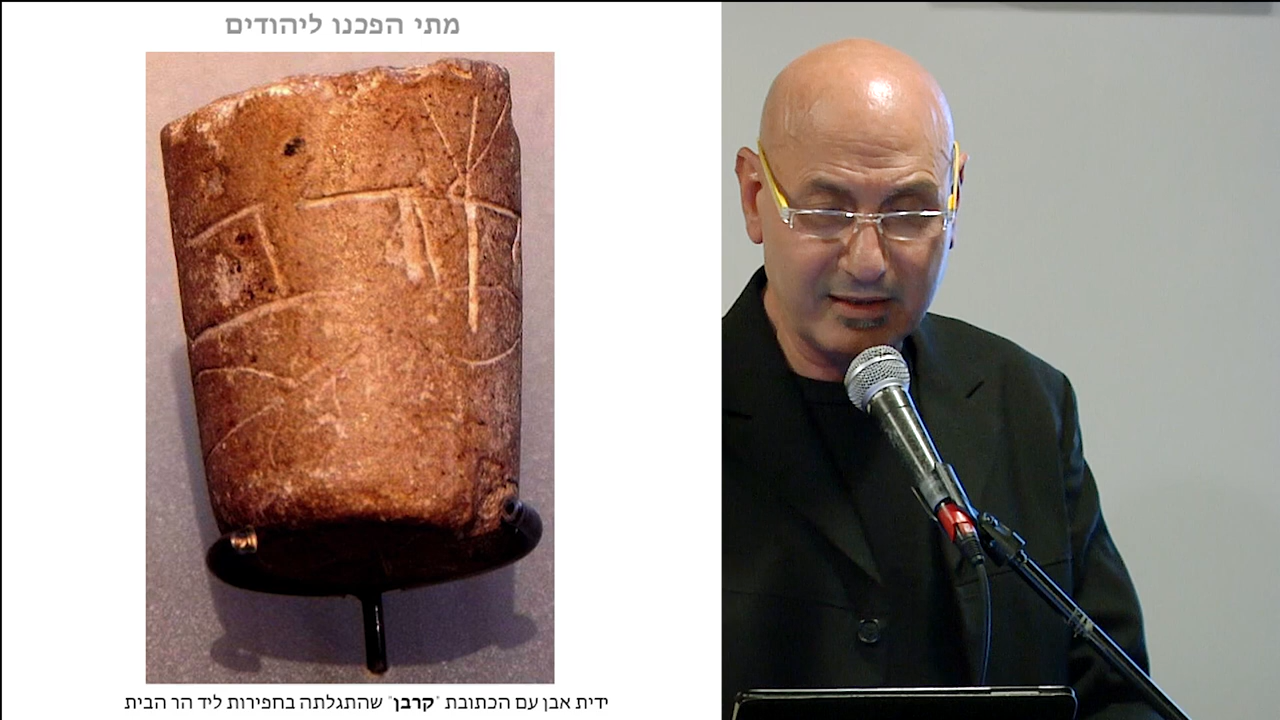 מתי הפכנו ליהודים
ידית אבן עם הכתובת "קרבן" שהתגלתה בחפירות ליד הר הבית